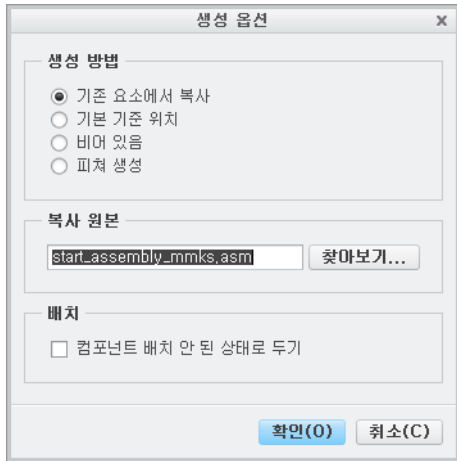 생성 옵션
x
생성 방법
기존 요소에서 복사
기본 기준 위치
비어 있음
피쳐 생성
복사 원본
start_assembly_mmks.asm
찾아보기...
배치
컴포넌트 배치 안 된 상태로 두기
확인(O)
취소(C)